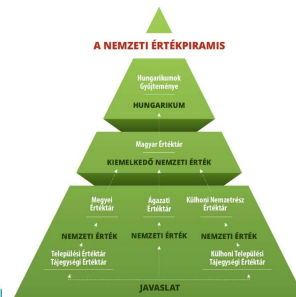 A NEMZETI ÉRTÉKPIRAMIS
Hungarikumok
Gyűjteménye
HUNGARIKUM
Magyar Értéktár
KIEMELKEDŐ NEMZETI ÉRTÉK
Megyei
Értéktár
Ágazati
Értéktár
Külhoni Nemzetrész
Értéktár
NEMZETI ÉRTÉK
NEMZETI ÉRTÉK
NEMZETI ÉRTÉK
Települési Értéktár
Tájegységi Értéktár
Külhoni Települési
Tájegységi Értéktár
JAVASLAT